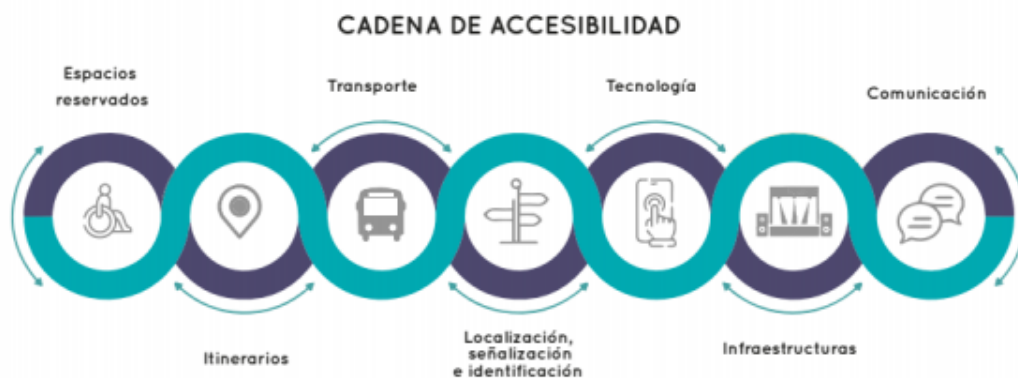 CADENA DE ACCESIBILIDAD
Espacios
reservados
Transporte
Tecnología
Comunicación
Itinerarios
Localización,
señalización
e identificación
Infraestructuras